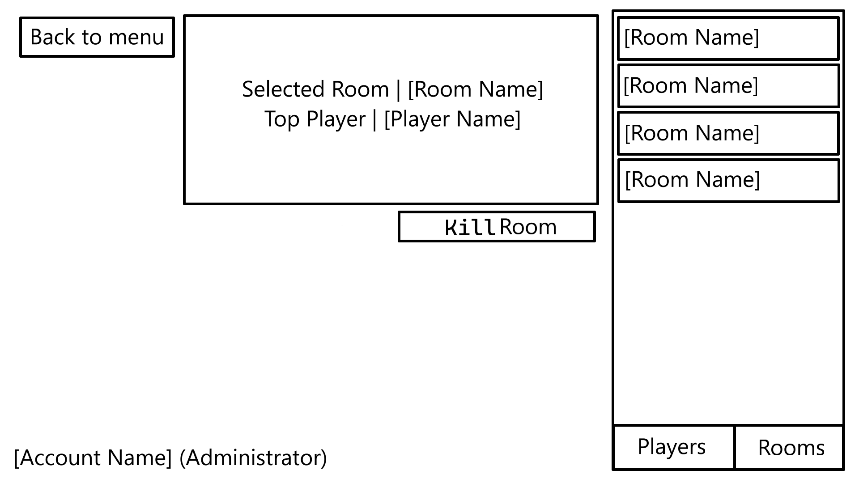 Back to menu
Selected Room | [Room Name]
Top Player | [Player Name]
Kill Room
[Room Name]
[Room Name]
[Room Name]
[Room Name]
Players
Rooms
[Account Name] (Administrator)